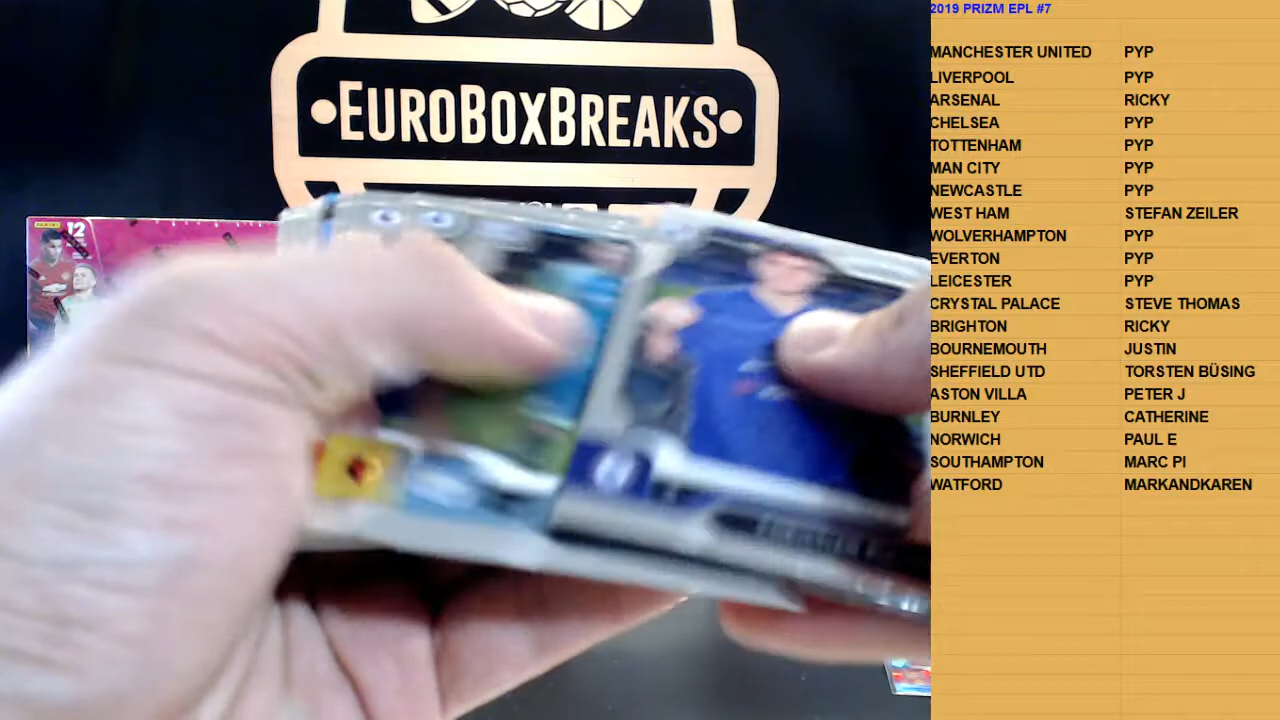 EUROBOXBREAKS
12
2019 PRIZM EPL #7
MANCHESTER UNITED PYP
LIVERPOOL PYP
ARSENAL RICKY
CHELSEA PYP
TOTTENHAM PYP
MAN CITY PYP
NEWCASTLE PYP
WEST HAM STEFAN ZEILER
WOLVERHAMPTON PYP
EVERTON PYP
LEICESTER PYP
CRYSTAL PALACE STEVE THOMAS
BRIGHTON RICKY
BOURNEMOUTH JUSTIN
SHEFFIELD UTD TORSTEN BÜSING
ASTON VILLA PETER J
BURNLEY CATHERINE
NORWICH PAUL E
SOUTHAMPTON MARC PI
WATFORD MARKANDKAREN